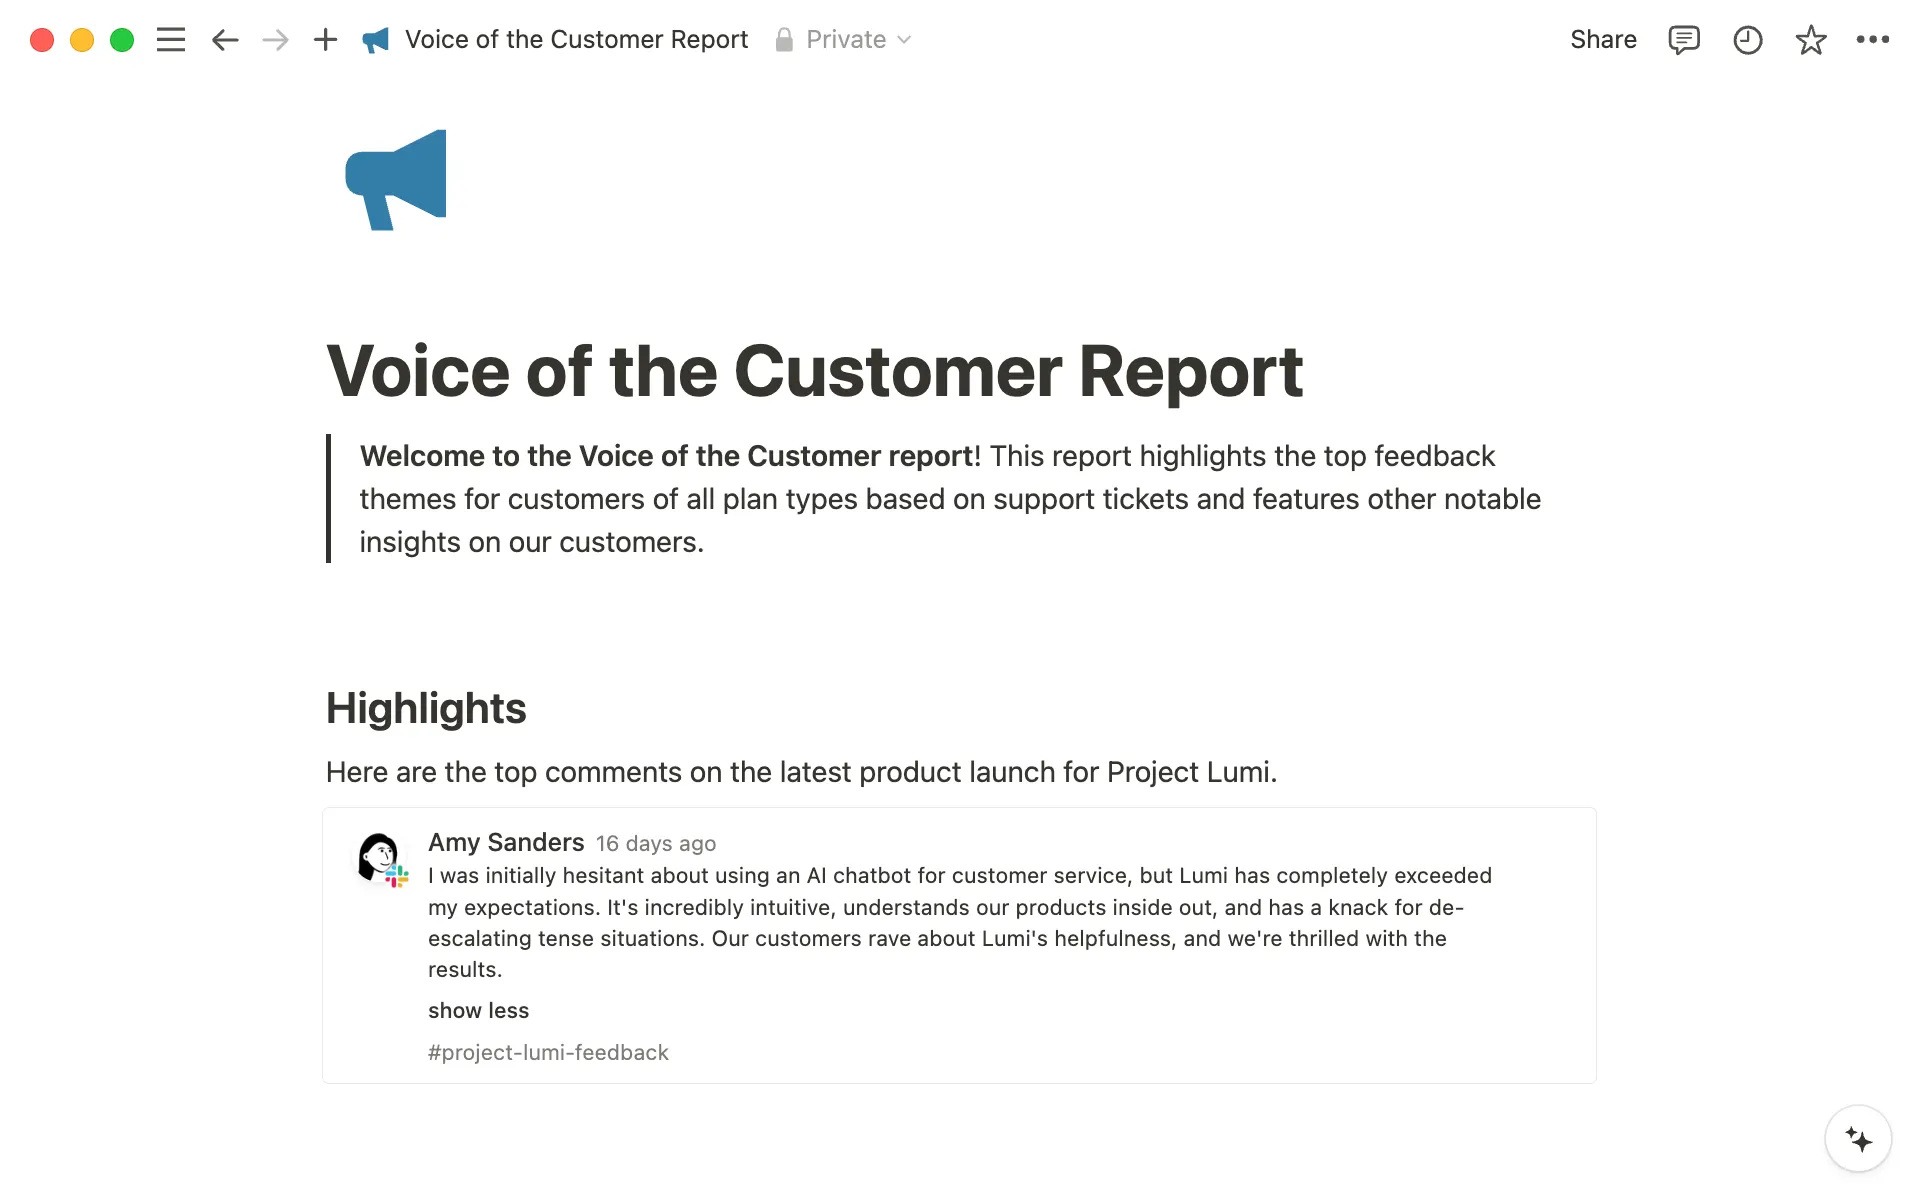 Voice of the Customer Report Private Share
Voice of the Customer Report
Welcome to the Voice of the Customer report! This report highlights the top feedback
themes for customers of all plan types based on support tickets and features other notable
insights on our customers.
Highlights
Here are the top comments on the latest product launch for Project Lumi.
Amy Sanders 16 days ago
I was initially hesitant about using an AI chatbot for customer service, but Lumi has completely exceeded
my expectations. It's incredibly intuitive, understands our products inside out, and has a knack for de-
escalating tense situations. Our customers rave about Lumi's helpfulness, and we're thrilled with the
results.
show less
#project-lumi-feedback